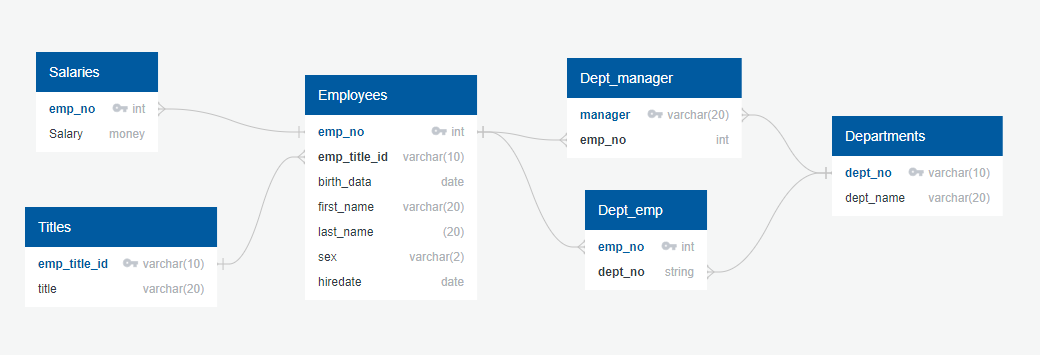 Salaries
emp_no int
Salary money
Titles
emp_title_id varchar(10)
title varchar(20)
Employees
emp_no int
emp_title_id varchar(10)
birth_data date
first_name varchar(20)
last_name (20)
sex varchar(2)
hiredate date
Dept_manager
manager varchar(20)
emp_no int
Dept_emp
emp_no int
dept_no string
Departments
dept_no varchar(10)
dept_name varchar(20)